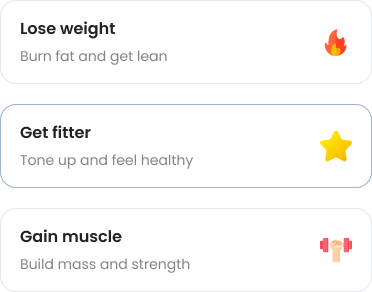 Lose weight
Burn fat and get lean
Get fitter
Tone up and feel healthy
Gain muscle
Build mass and strength